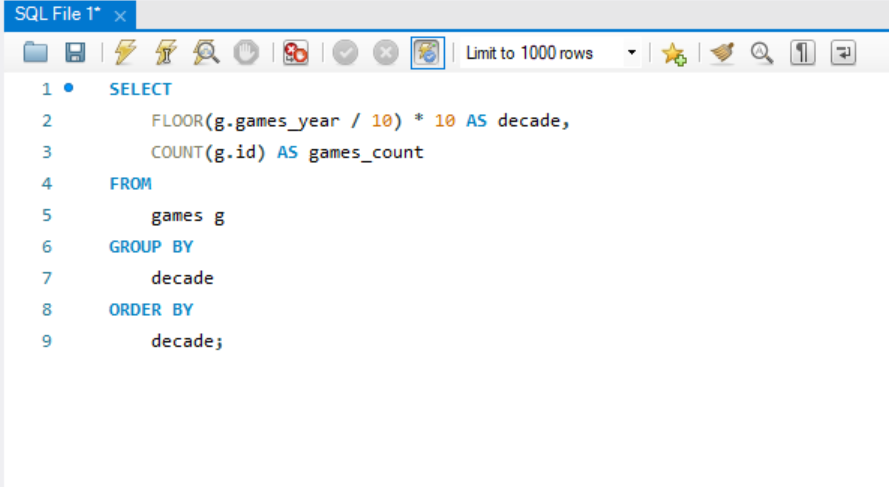 SQL File 1*
Limit to 1000 rows
1 SELECT
2 FLOOR(g.games_year / 10) * 10 AS decade,
3 COUNT(g.id) AS games_count
4 FROM
5 games g
6 GROUP BY
7 decade
8 ORDER BY
9 decade;